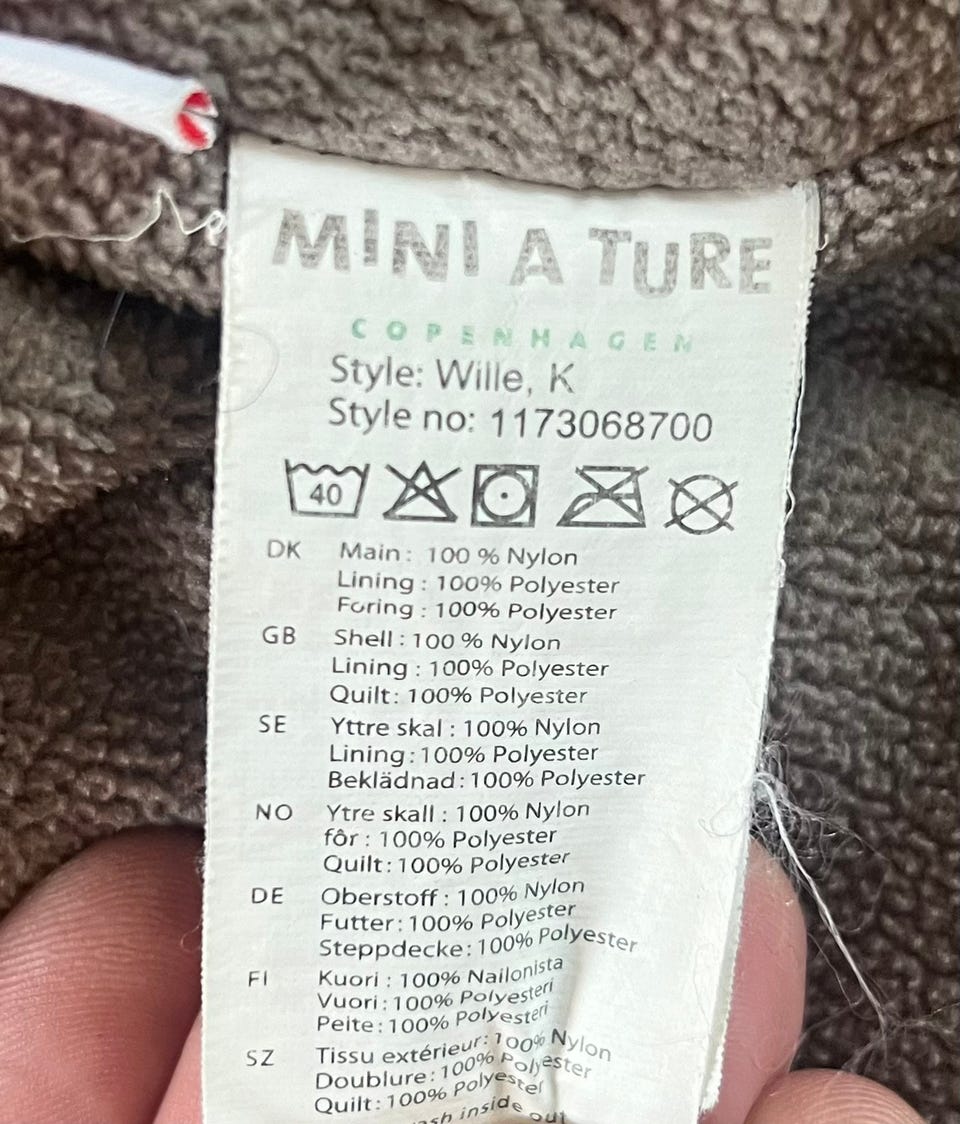 MINI A TURE
COPENHAGEN
Style: Wille, K
Style no: 1173068700
40
DK Main : 100 % Nylon
Lining : 100% Polyester
Foring : 100% Polyester
GB Shell : 100 % Nylon
Lining : 100% Polyester
Quilt : 100% Polyester
SE Yttre skal : 100% Nylon
Lining : 100% Polyester
Beklädnad : 100% Polyester
NO Ytre skall : 100% Nylon
fôr : 100% Polyester
Quilt : 100% Polyester
DE Oberstoff : 100% Nylon
Futter : 100% Polyester
Steppdecke : 100% Polyester
FI Kuori : 100% Nailonista
Vuori : 100% Polyesteri
Peite : 100% Polyesteri
SZ Tissu extérieur : 100% Nylon
Doublure : 100% Polyester
Quilt : 100% Polyester
inside out